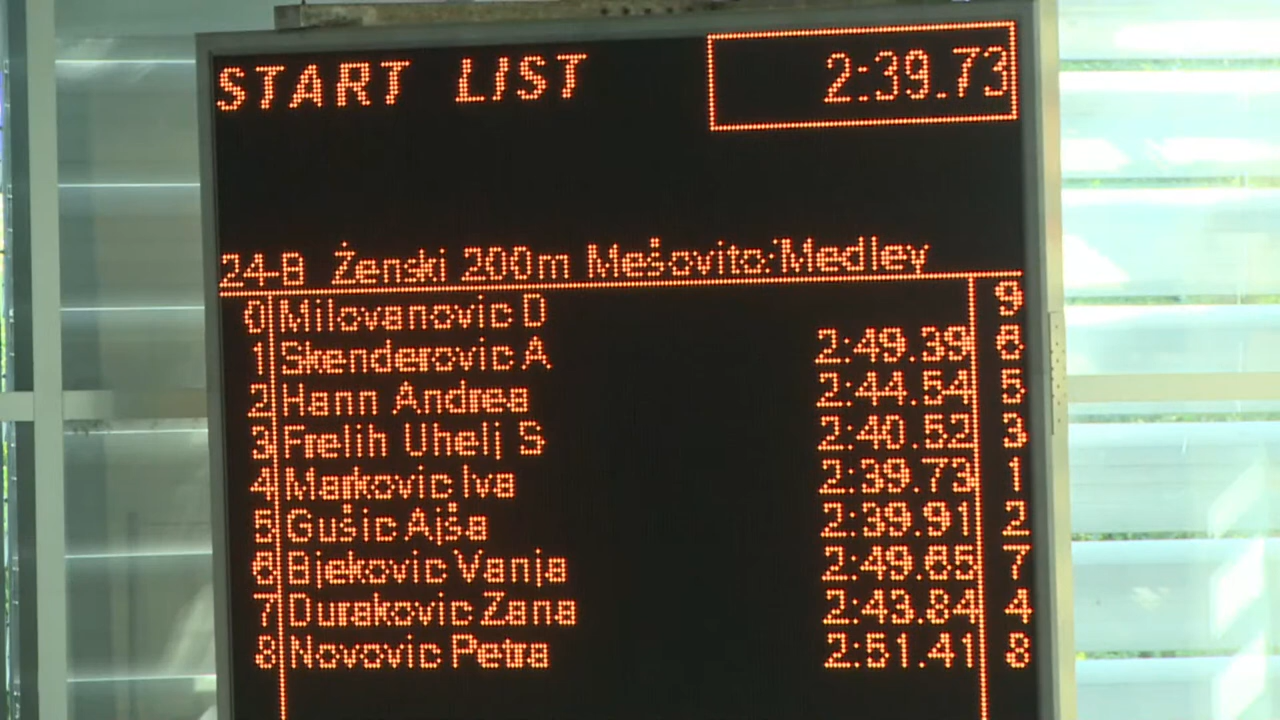 START LIST 2:39.73
24-B Ženski 200m Mešovito/Medley
0 Milovanovic D 9
1 Skenderovic A 2:49.39 6
2 Hann Andrea 2:44.54 5
3 Frelih Uhelj S 2:40.52 3
4 Markovic Iva 2:39.73 1
5 Gušic Ajša 2:39.91 2
6 Bjekovic Vanja 2:49.65 7
7 Durakovic Zana 2:43.84 4
8 Novovic Petra 2:51.41 8